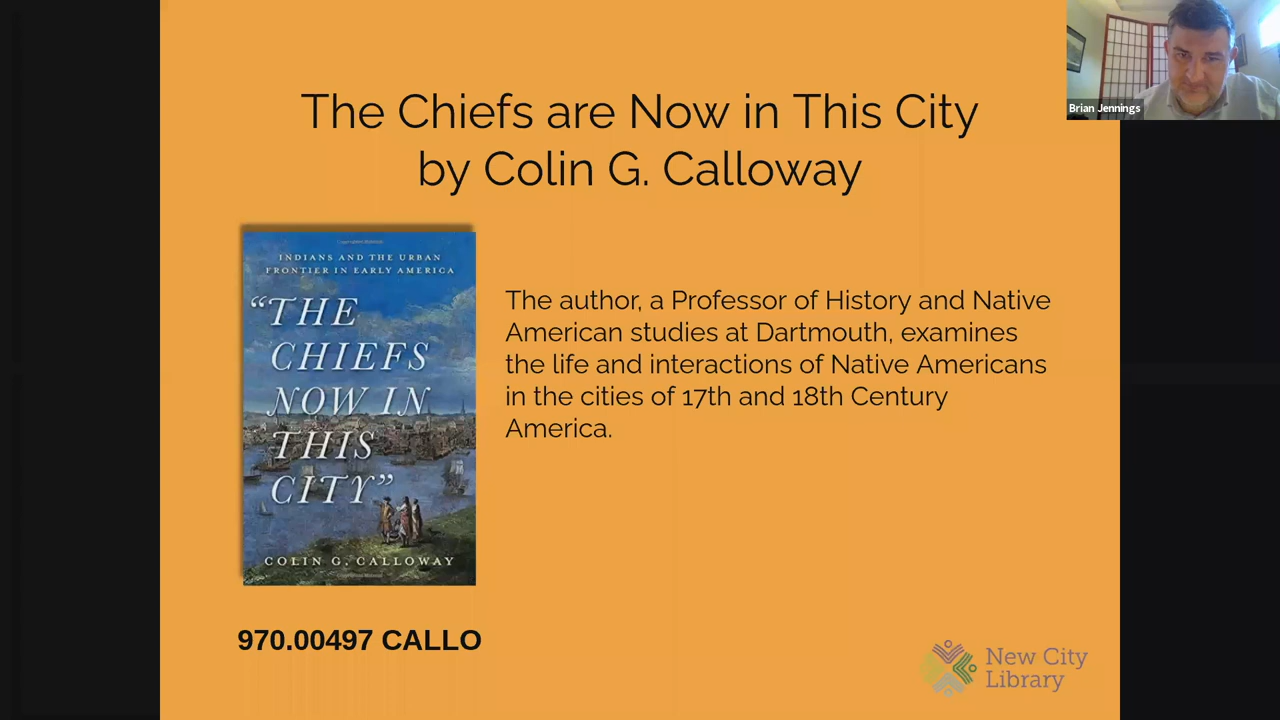 Brian Jennings
The Chiefs are Now in This City
by Colin G. Calloway
INDIANS AND THE URBAN
FRONTIER IN EARLY AMERICA
“THE
CHIEFS
NOW IN
THIS
CITY”
COLIN G. CALLOWAY
The author, a Professor of History and Native
American studies at Dartmouth, examines
the life and interactions of Native Americans
in the cities of 17th and 18th Century
America.
970.00497 CALLO
New City
Library